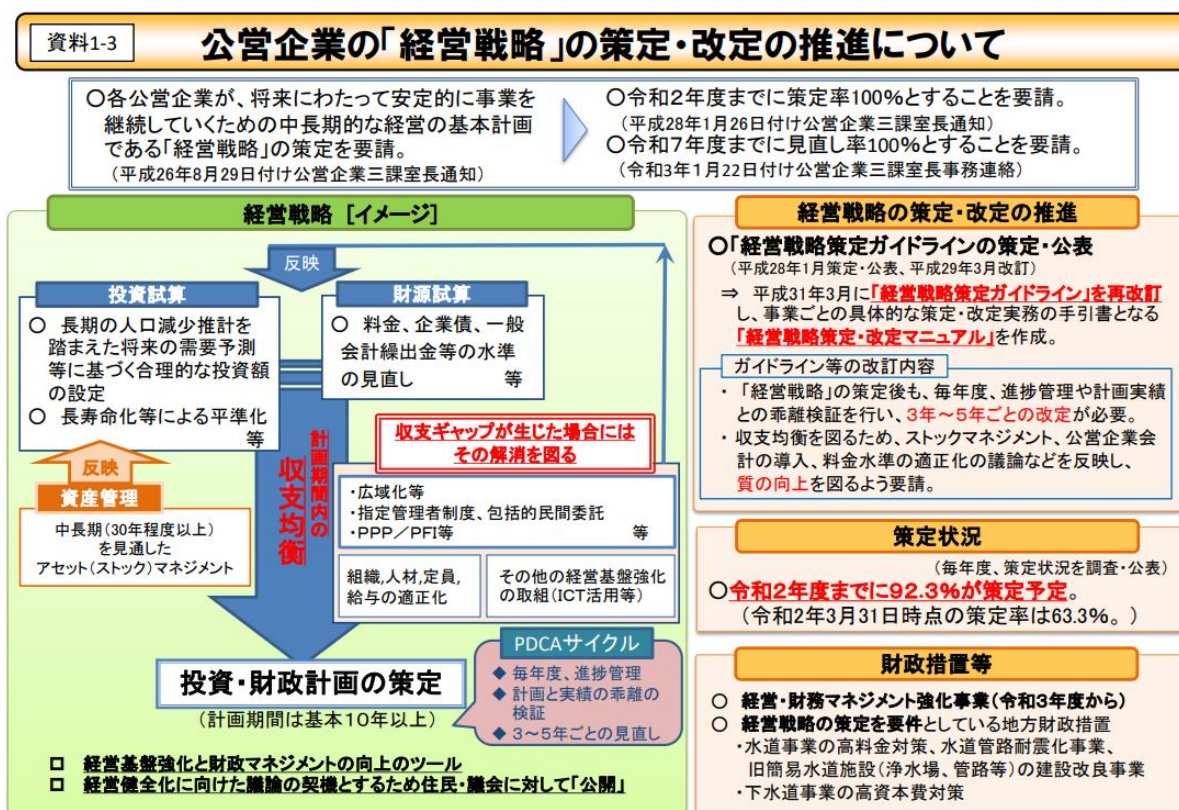 資料1-3
公営企業の「経営戦略」の策定・改定の推進について
○各公営企業が、将来にわたって安定的に事業を
継続していくための中長期的な経営の基本計画
である「経営戦略」の策定を要請。
(平成26年8月29日付け公営企業三課室長通知)
○令和2年度までに策定率100%とすることを要請。
(平成28年1月26日付け公営企業三課室長通知)
○令和7年度までに見直し率100%とすることを要請。
(令和3年1月22日付け公営企業三課室長事務連絡)
経営戦略 [イメージ]
反映
投資試算
○ 長期の人口減少推計を
踏まえた将来の需要予測
等に基づく合理的な投資額
の設定
○ 長寿命化等による平準化
等
財源試算
○ 料金、企業債、一般
会計繰出金等の水準
の見直し 等
反映
資産管理
中長期(30年程度以上)
を見通した
アセット(ストック)マネジメント
計画期間内の
収支均衡
収支ギャップが生じた場合には
その解消を図る
・広域化等
・指定管理者制度、包括的民間委託
・PPP/PFI等 等
組織,人材,定員,
給与の適正化
その他の経営基盤強化
の取組(ICT活用等)
投資・財政計画の策定
(計画期間は基本10年以上)
PDCAサイクル
◆ 毎年度、進捗管理
◆ 計画と実績の乖離の
検証
◆ 3~5年ごとの見直し
□ 経営基盤強化と財政マネジメントの向上のツール
□ 経営健全化に向けた議論の契機とするため住民・議会に対して「公開」
経営戦略の策定・改定の推進
○「経営戦略策定ガイドラインの策定・公表
(平成28年1月策定・公表、平成29年3月改訂)
⇒ 平成31年3月に「経営戦略策定ガイドライン」を再改訂
し、事業ごとの具体的な策定・改定実務の手引書となる
「経営戦略策定・改定マニュアル」を作成。
ガイドライン等の改訂内容
・ 「経営戦略」の策定後も、毎年度、進捗管理や計画実績
との乖離検証を行い、3年~5年ごとの改定が必要。
・ 収支均衡を図るため、ストックマネジメント、公営企業会
計の導入、料金水準の適正化の議論などを反映し、
質の向上を図るよう要請。
策定状況
(毎年度、策定状況を調査・公表)
○令和2年度までに92.3%が策定予定。
(令和2年3月31日時点の策定率は63.3%。)
財政措置等
○ 経営・財務マネジメント強化事業(令和3年度から)
○ 経営戦略の策定を要件としている地方財政措置
・水道事業の高料金対策、水道管路耐震化事業、
旧簡易水道施設(浄水場、管路等)の建設改良事業
・下水道事業の高資本費対策